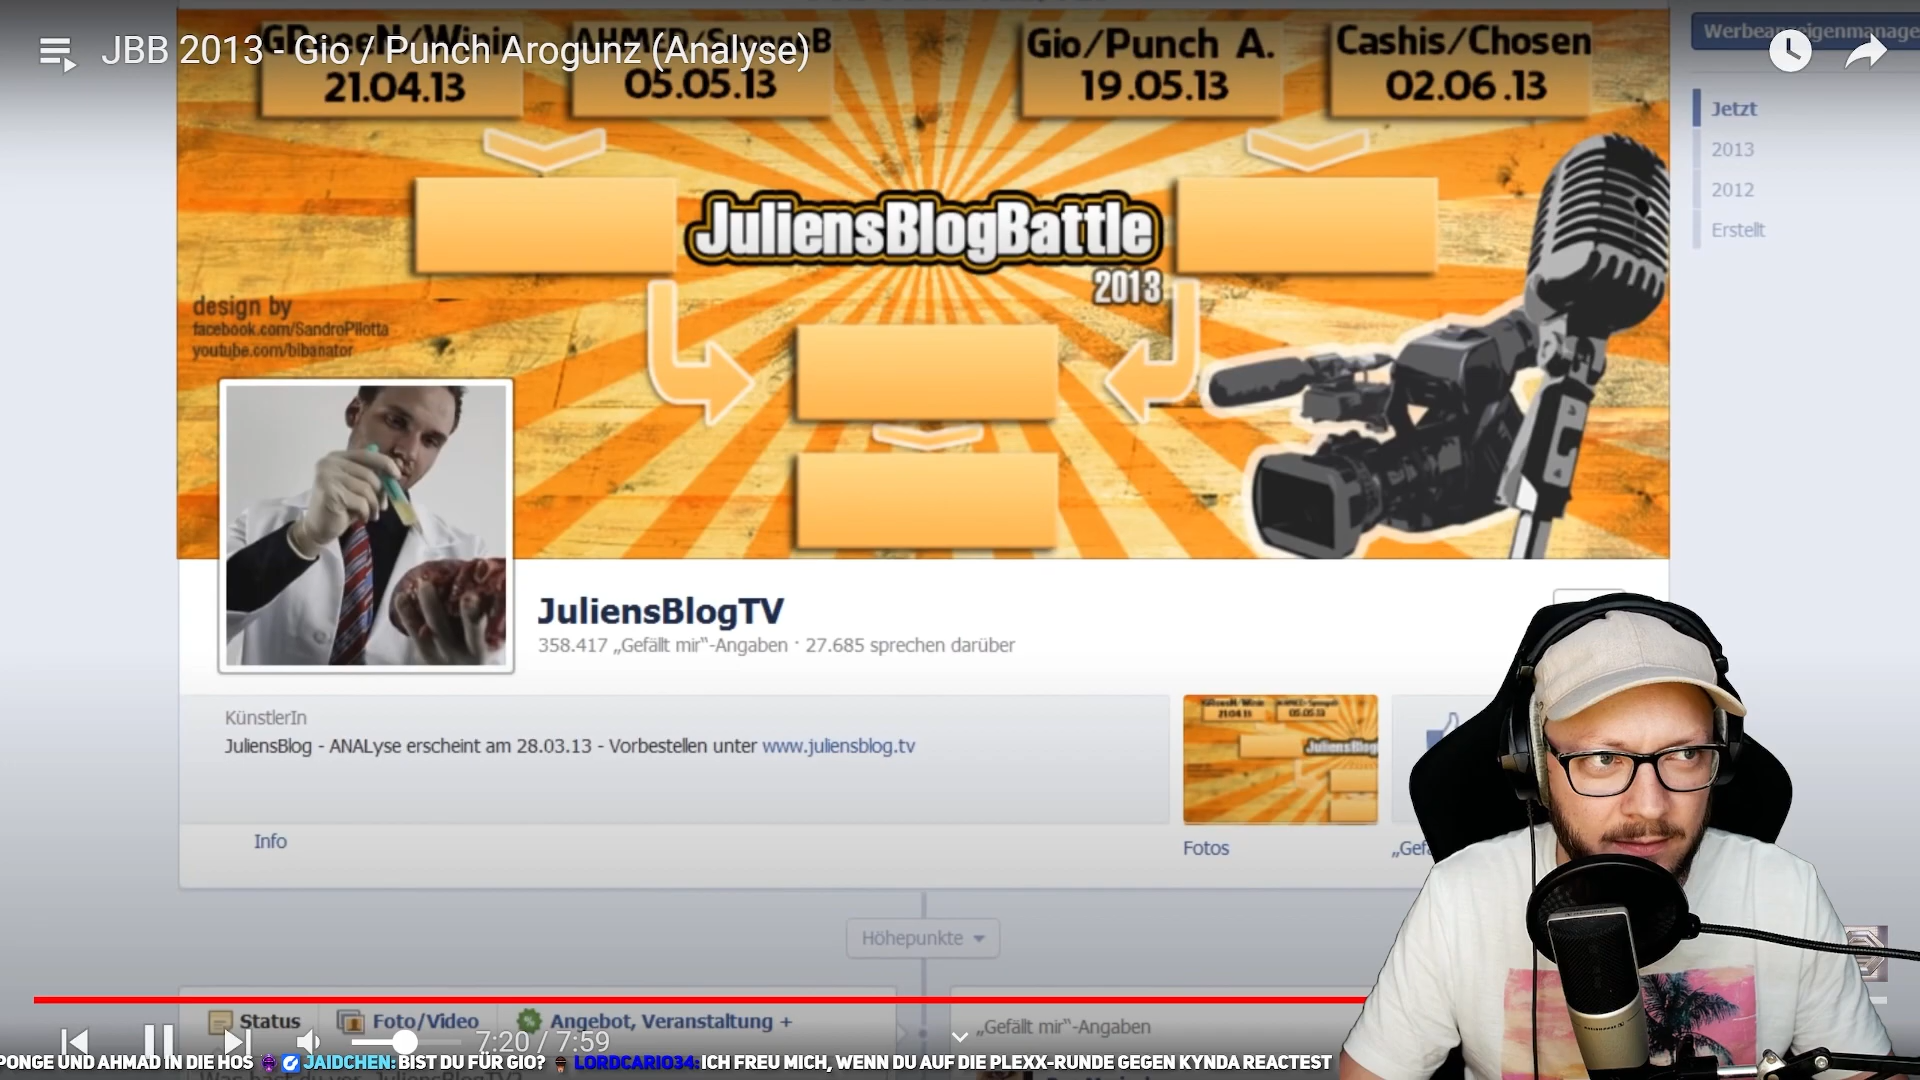 JBB 2013 - Gio / Punch Arogunz (Analyse)
21.04.13
05.05.13
Gio/Punch A.
19.05.13
Cashis/Chosen
02.06.13
JuliensBlogBattle
2013
design by
facebook.com/SandroPilotta
youtube.com/bibanator
Jetzt
2013
2012
Erstellt
JuliensBlogTV
358.417 „Gefällt mir“-Angaben · 27.685 sprechen darüber
KünstlerIn
JuliensBlog - ANALyse erscheint am 28.03.13 - Vorbestellen unter www.juliensblog.tv
Info
Fotos
Höhepunkte
Status
Foto/Video
Angebot, Veranstaltung +
„Gefällt mir“-Angaben
7:20 / 7:59
PONGE UND AHMAD IN DIE HOS JAIDCHEN: BIST DU FÜR GIO? LORDCARIO34: ICH FREU MICH, WENN DU AUF DIE PLEXX-RUNDE GEGEN KYNDA REACTEST